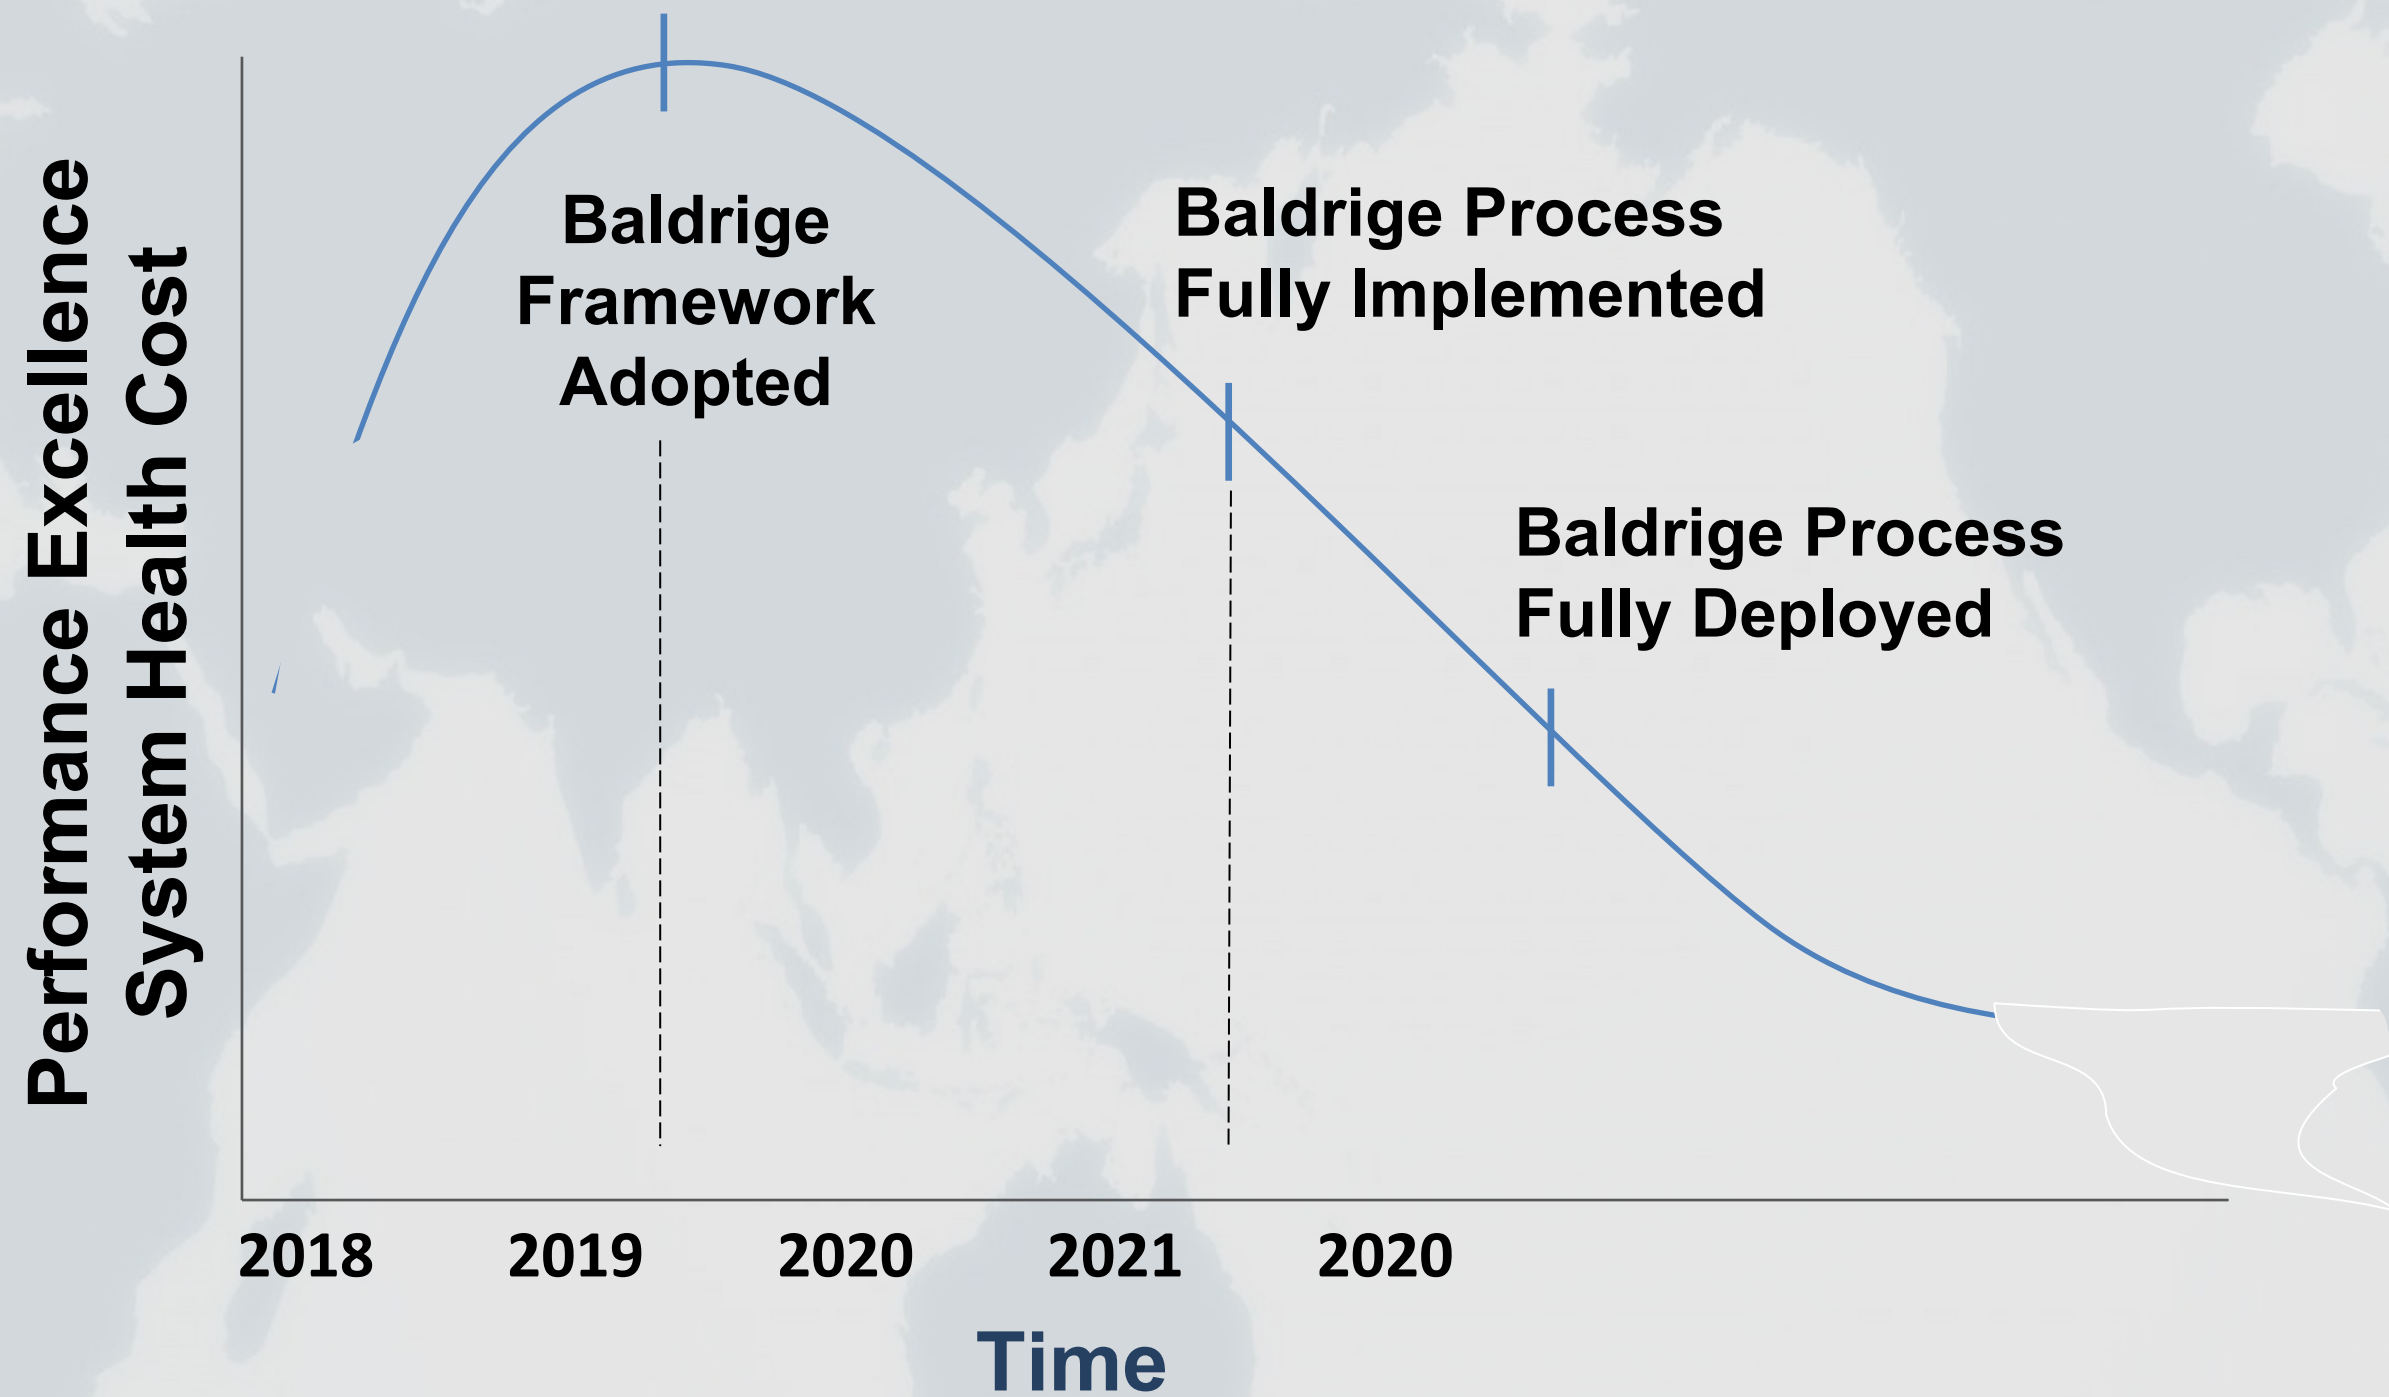 Performance Excellence
System Health Cost
Baldrige
Framework
Adopted
Baldrige Process
Fully Implemented
Baldrige Process
Fully Deployed
2018 2019 2020 2021 2020
Time